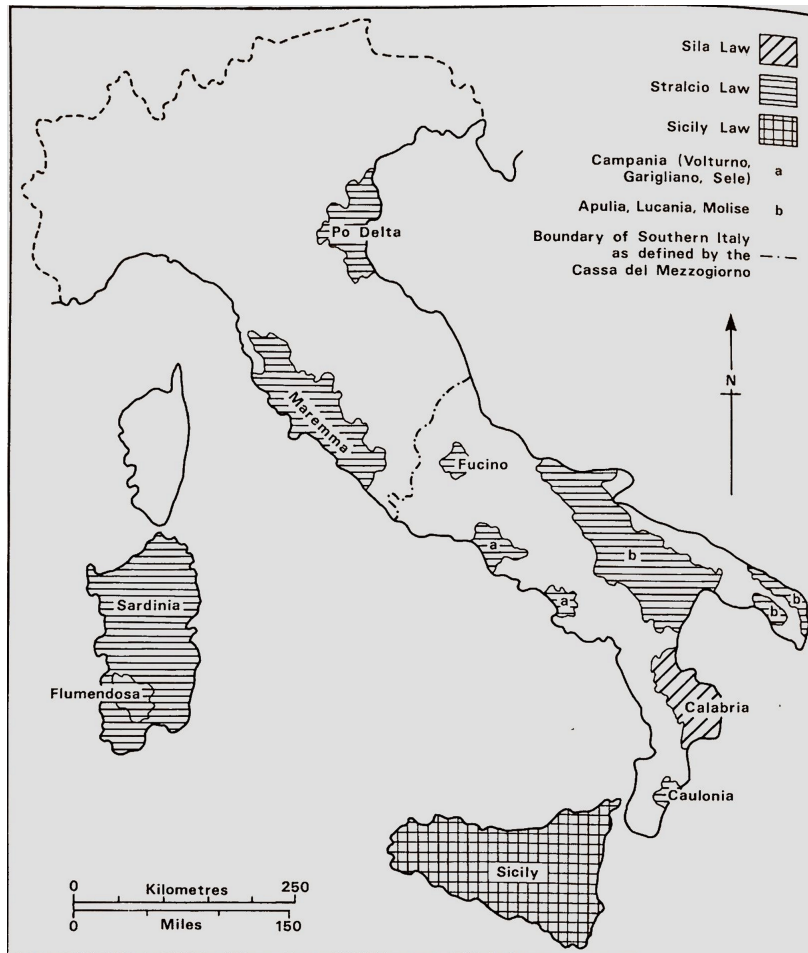 Sila Law
Stralcio Law
Sicily Law
Campania (Volturno,
Garigliano, Sele)
a
Apulia, Lucania, Molise
b
Boundary of Southern Italy
as defined by the
Cassa del Mezzogiorno
N
Po Delta
Maremma
Fucino
a
a
b
b
b
Sardinia
Flumendosa
Calabria
Caulonia
Sicily
0 Kilometres 250
0 Miles 150